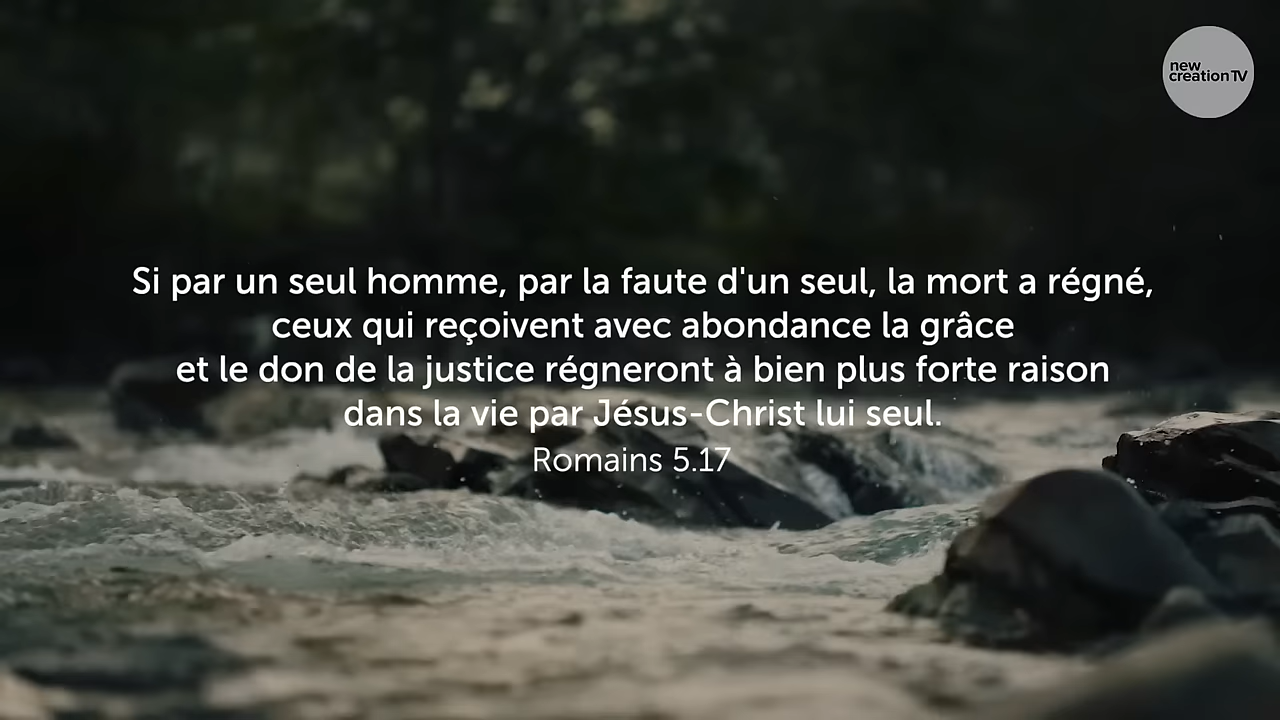 new
creation TV
Si par un seul homme, par la faute d'un seul, la mort a régné,
ceux qui reçoivent avec abondance la grâce
et le don de la justice régneront à bien plus forte raison
dans la vie par Jésus-Christ lui seul.
Romains 5.17